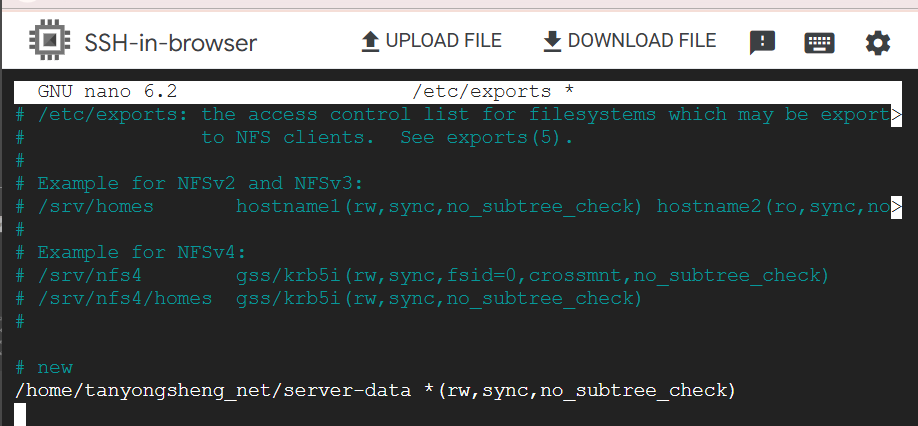 SSH-in-browser UPLOAD FILE DOWNLOAD FILE
GNU nano 6.2 /etc/exports *
# /etc/exports: the access control list for filesystems which may be export>
# to NFS clients. See exports(5).
#
# Example for NFSv2 and NFSv3:
# /srv/homes hostname1(rw,sync,no_subtree_check) hostname2(ro,sync,no>
#
# Example for NFSv4:
# /srv/nfs4 gss/krb5i(rw,sync,fsid=0,crossmnt,no_subtree_check)
# /srv/nfs4/homes gss/krb5i(rw,sync,no_subtree_check)
#
# new
/home/tanyongsheng_net/server-data *(rw,sync,no_subtree_check)